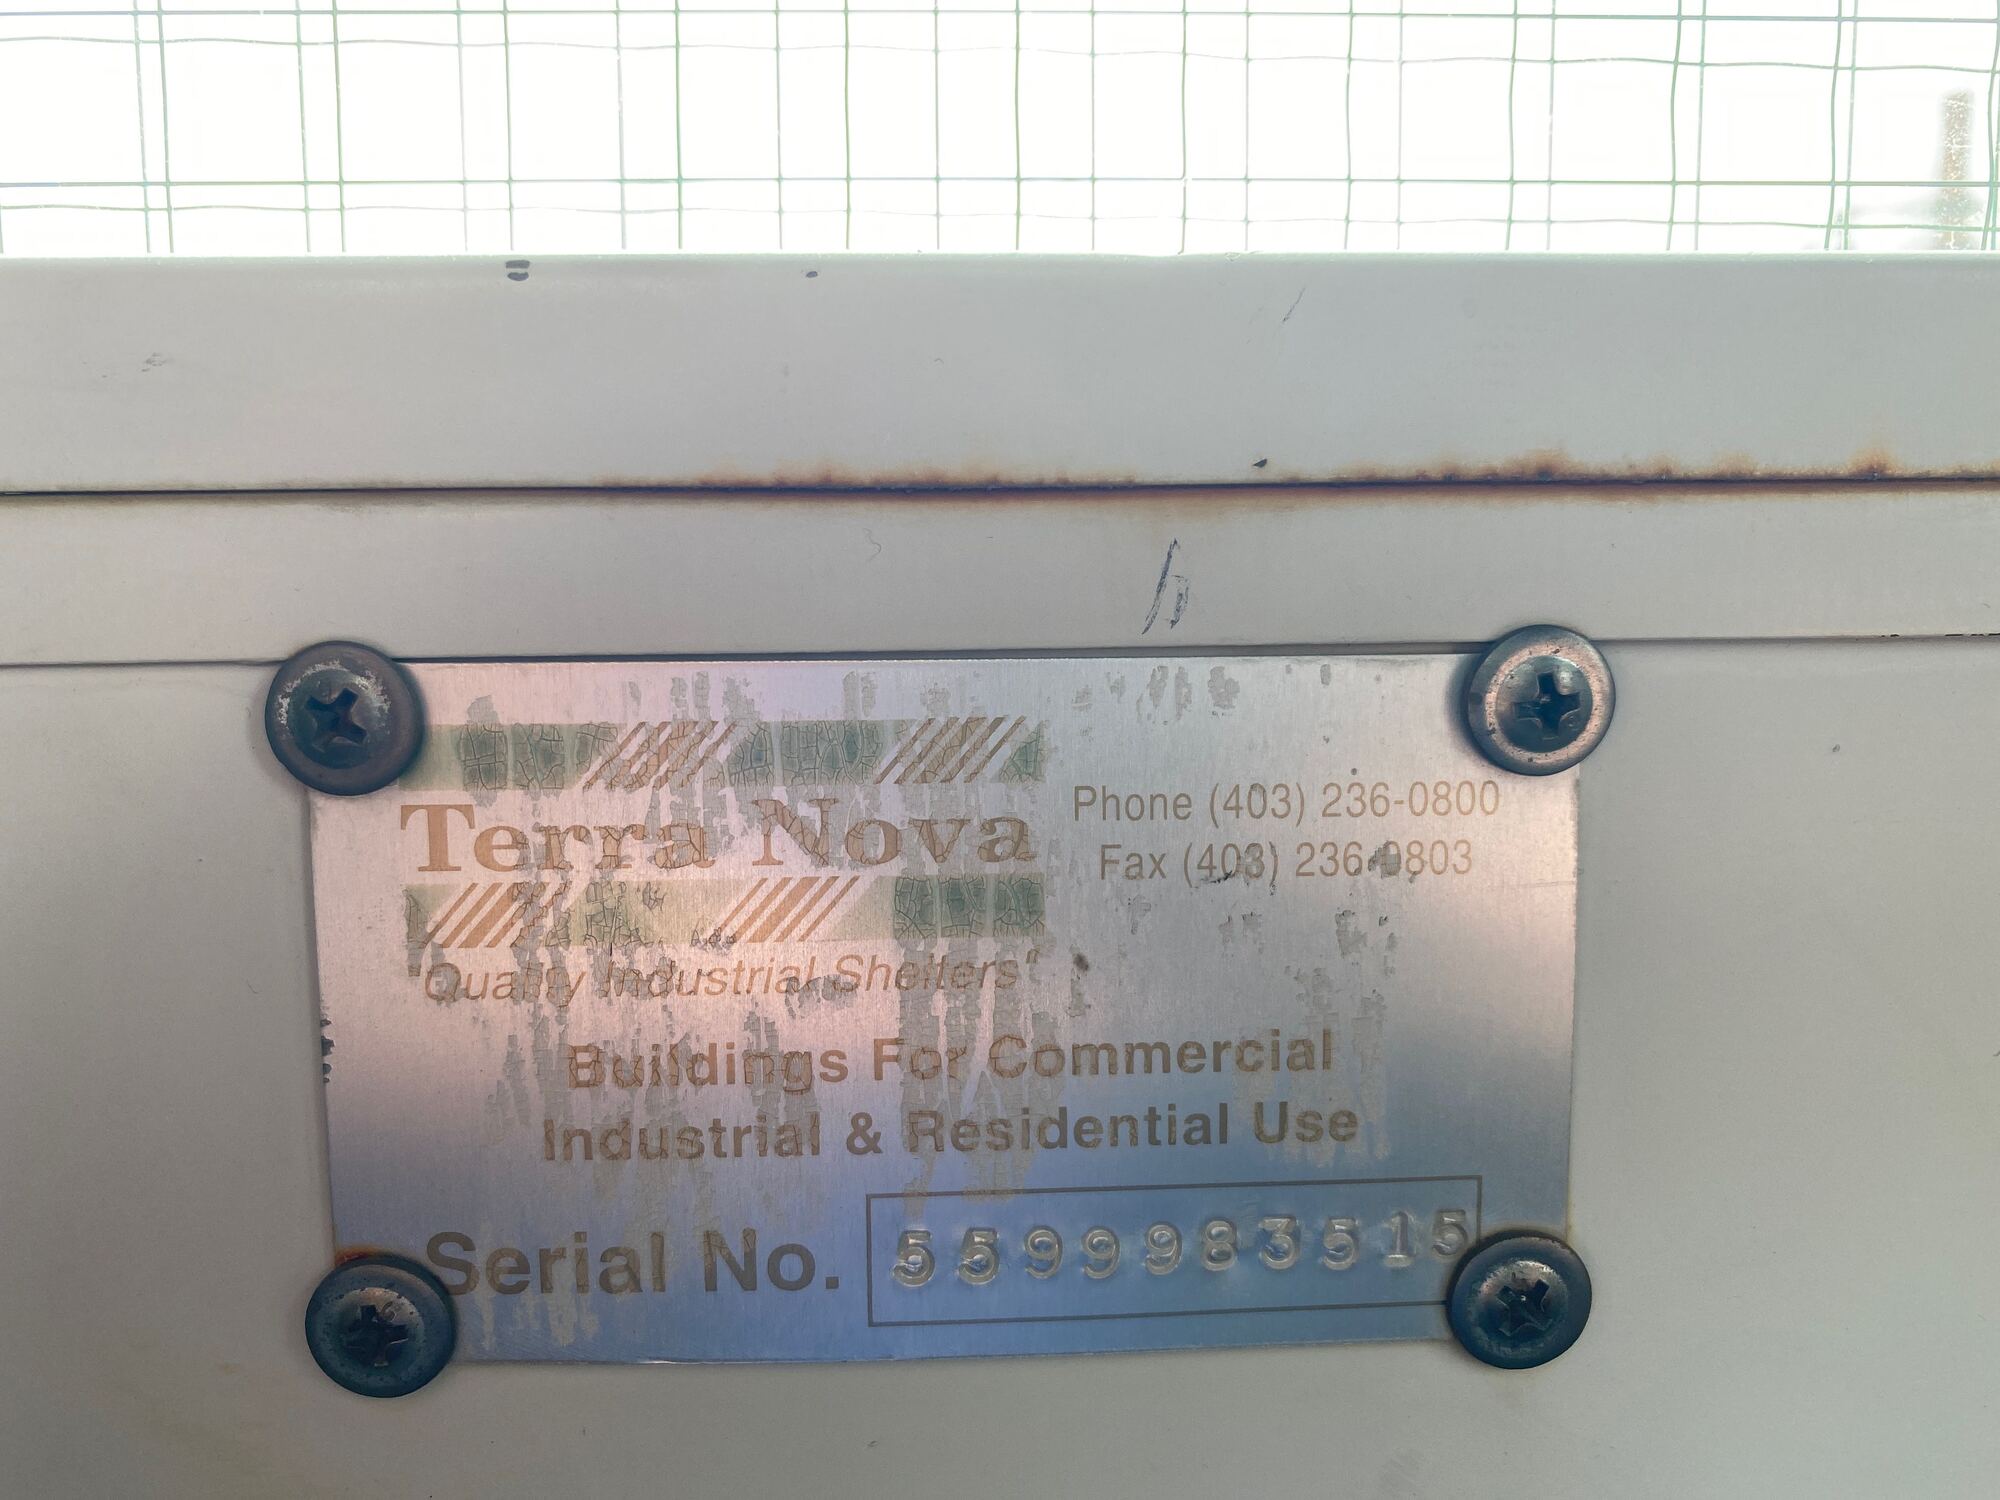 Terra Nova
"Quality Industrial Shelters"
Phone (403) 236-0800
Fax (403) 236-0803
Buildings For Commercial
Industrial & Residential Use
Serial No. 5599983515